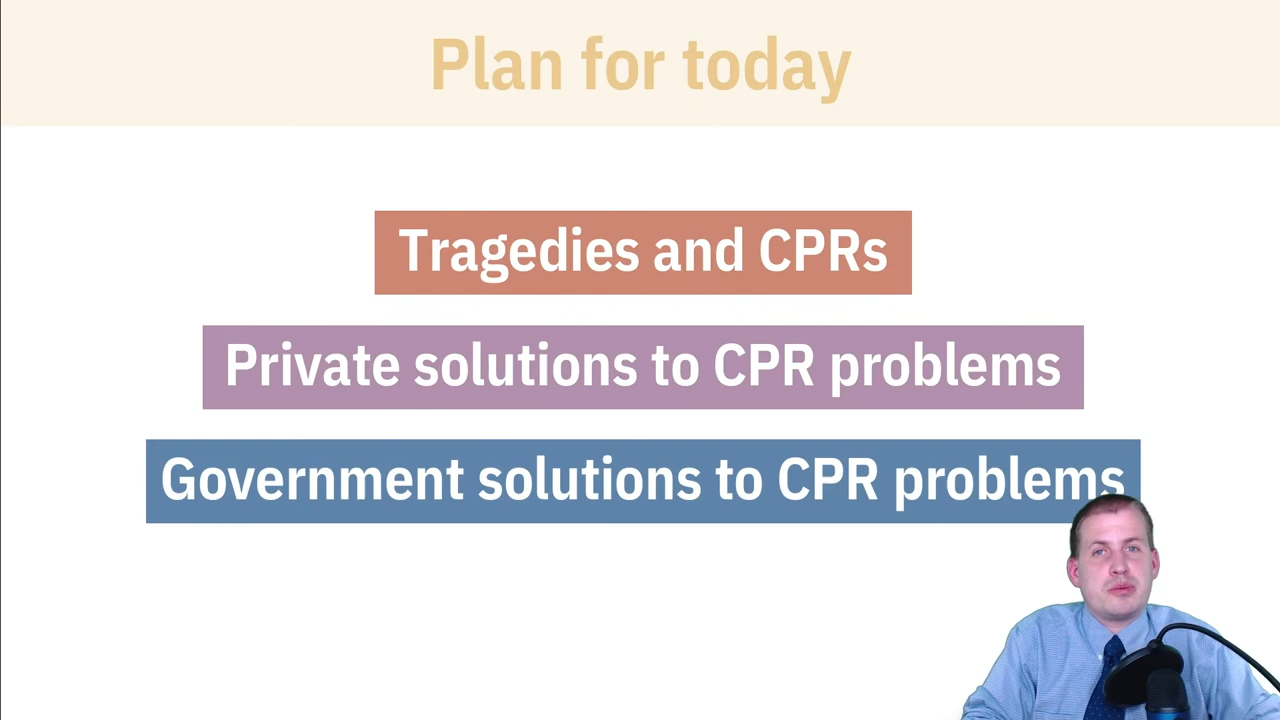 Plan for today
Tragedies and CPRs
Private solutions to CPR problems
Government solutions to CPR problems